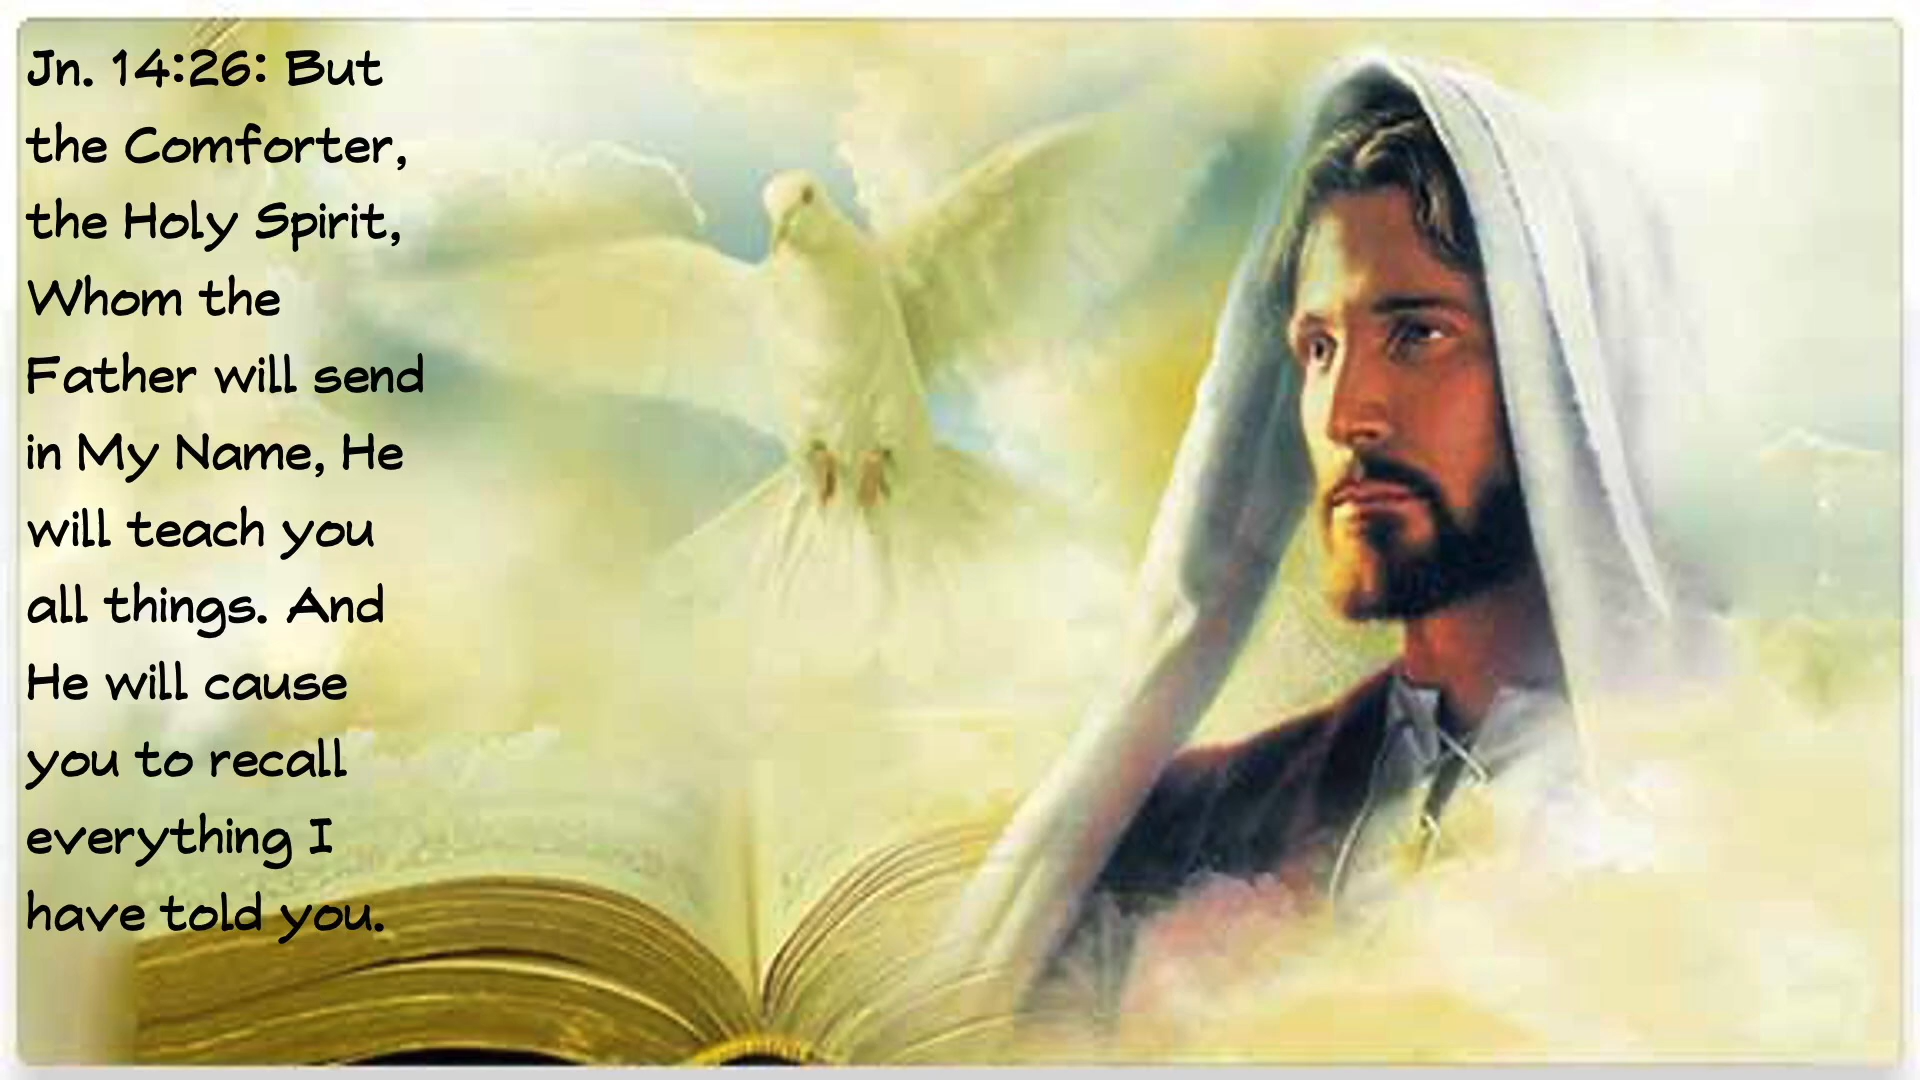 Jn. 14:26: But
the Comforter,
the Holy Spirit,
Whom the
Father will send
in My Name, He
will teach you
all things. And
He will cause
you to recall
everything I
have told you.